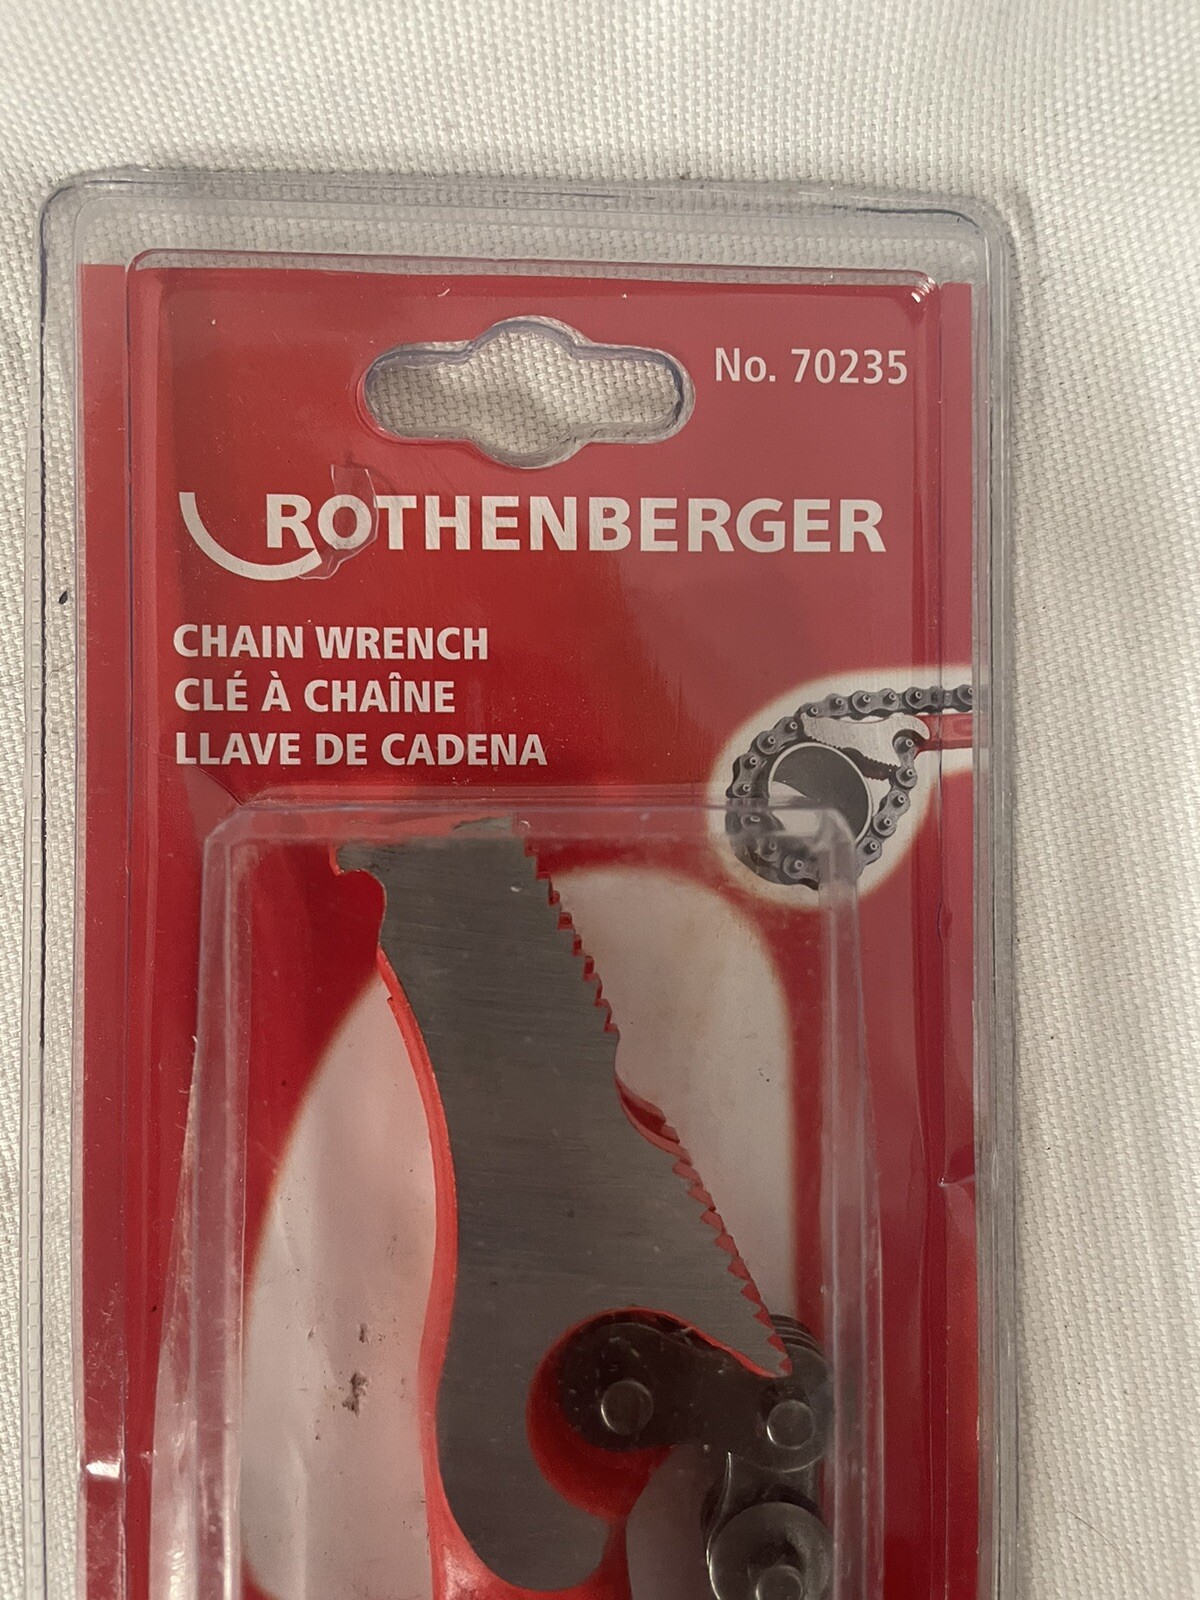 No. 70235
ROTHENBERGER
CHAIN WRENCH
CLÉ À CHAÎNE
LLAVE DE CADENA